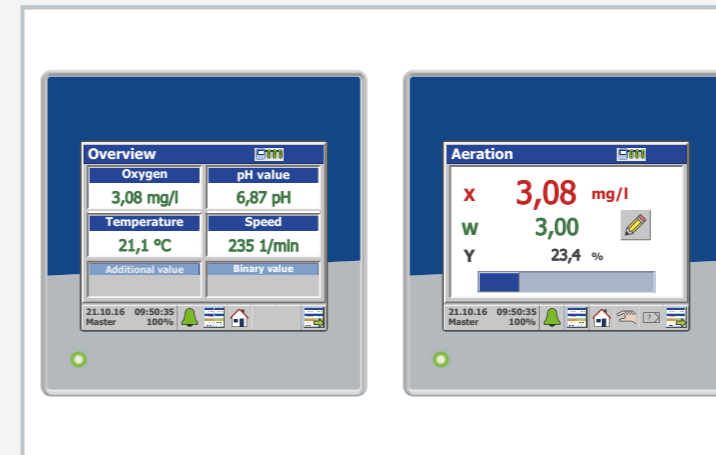 Overview
Oxygen
pH value
3,08 mg/l
6,87 pH
Temperature
Speed
21,1 °C
235 1/min
Additional value
Binary value
21.10.16 09:50:35
Master 100%
Aeration
X 3,08 mg/l
W 3,00
Y 23,4 %
21.10.16 09:50:35
Master 100%
?